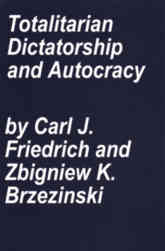 Totalitarian
Dictatorship
and Autocracy
by Carl J.
Friedrich and
Zbigniew K.
Brzezinski